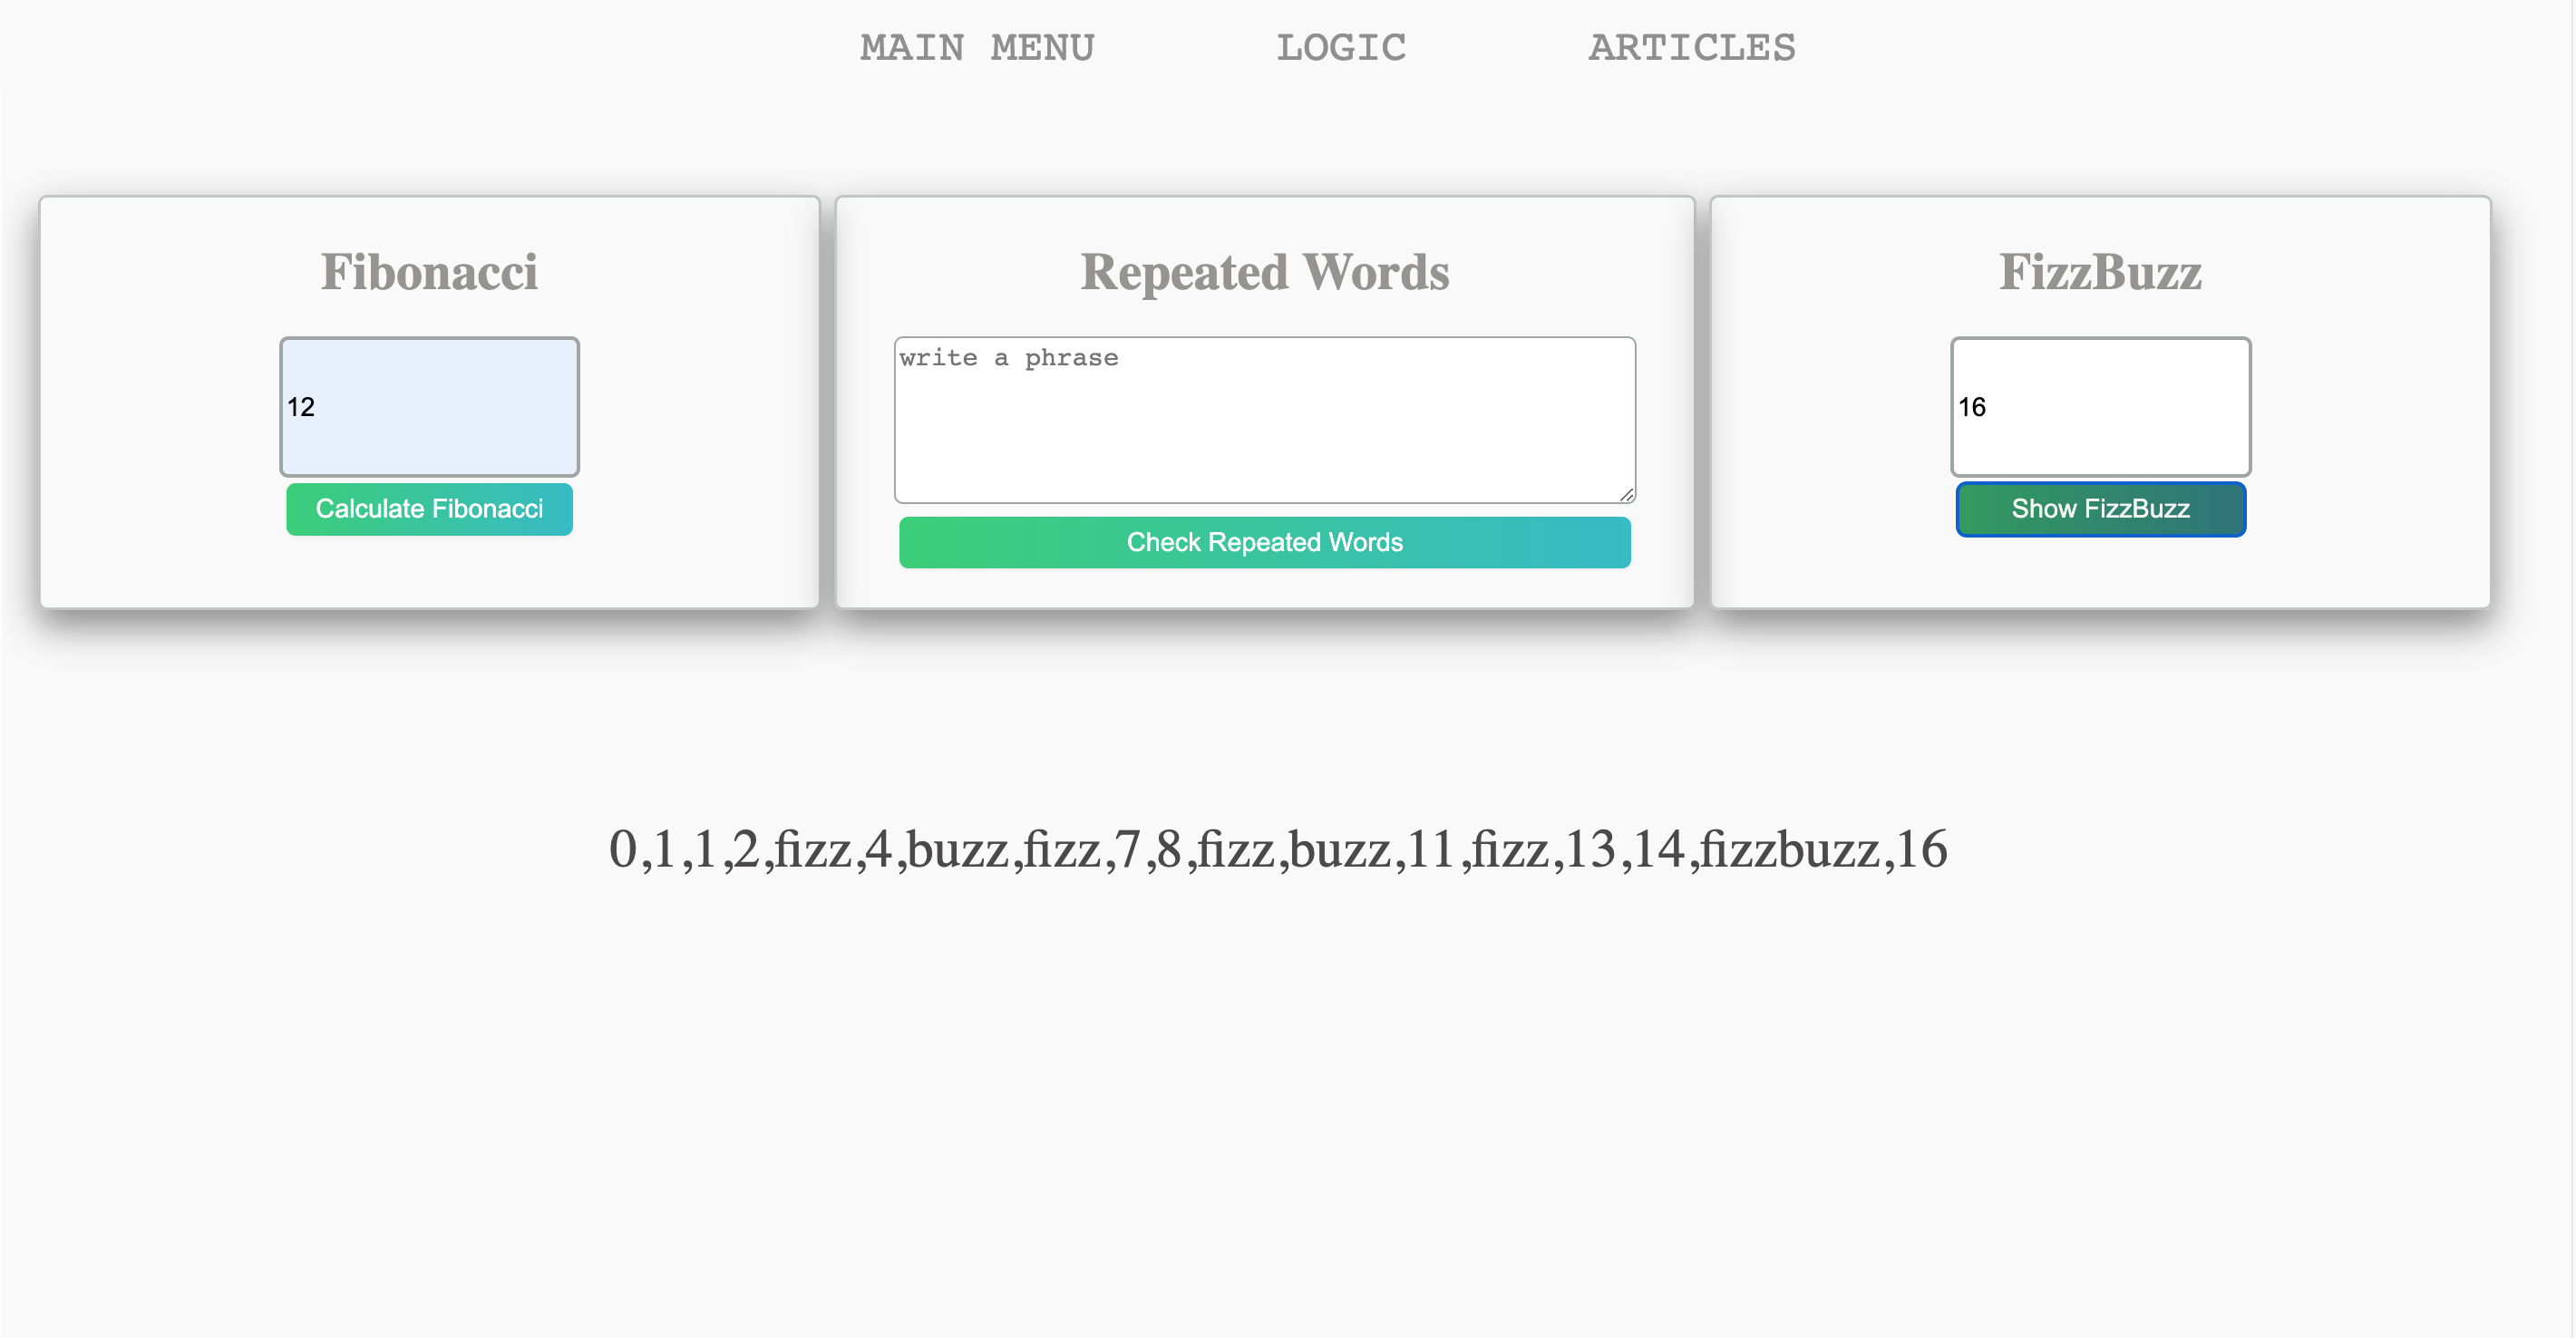 MAIN MENU LOGIC ARTICLES
Fibonacci
12
Calculate Fibonacci
Repeated Words
write a phrase
Check Repeated Words
FizzBuzz
16
Show FizzBuzz
0,1,1,2,fizz,4,buzz,fizz,7,8,fizz,buzz,11,fizz,13,14,fizzbuzz,16